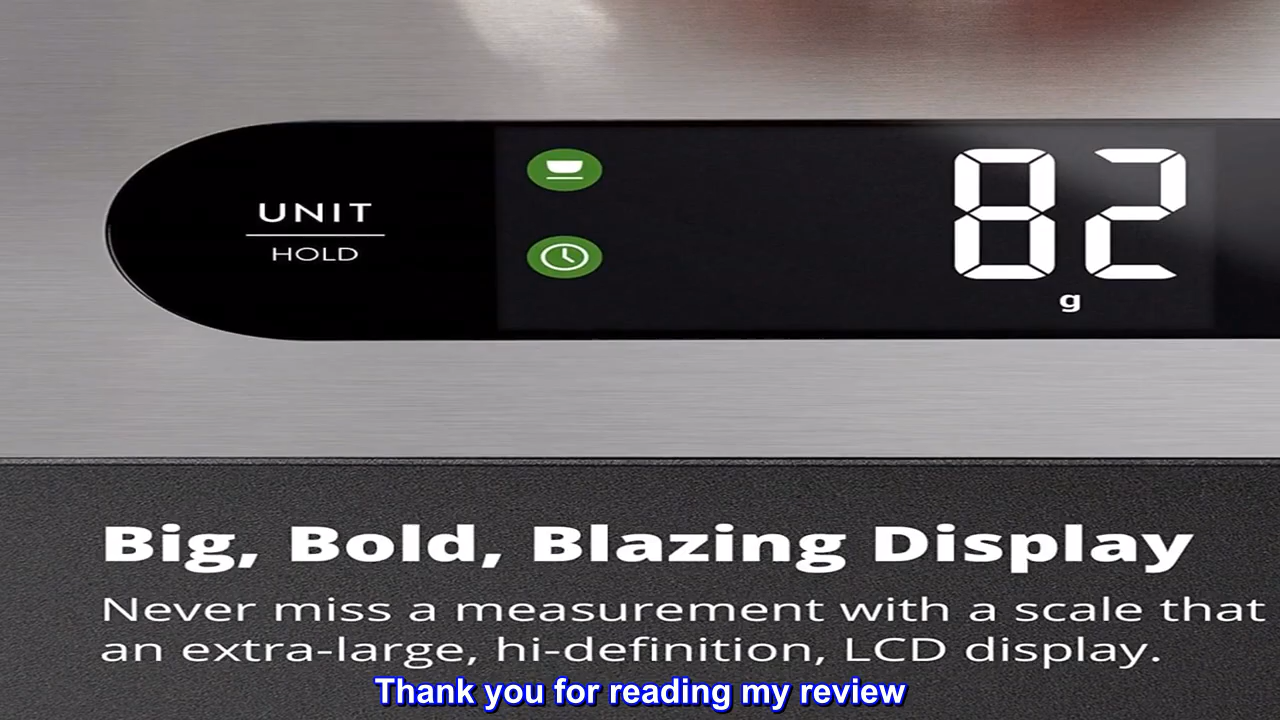 UNIT
HOLD
82
g
Big, Bold, Blazing Display
Never miss a measurement with a scale that
an extra-large, hi-definition, LCD display.
Thank you for reading my review